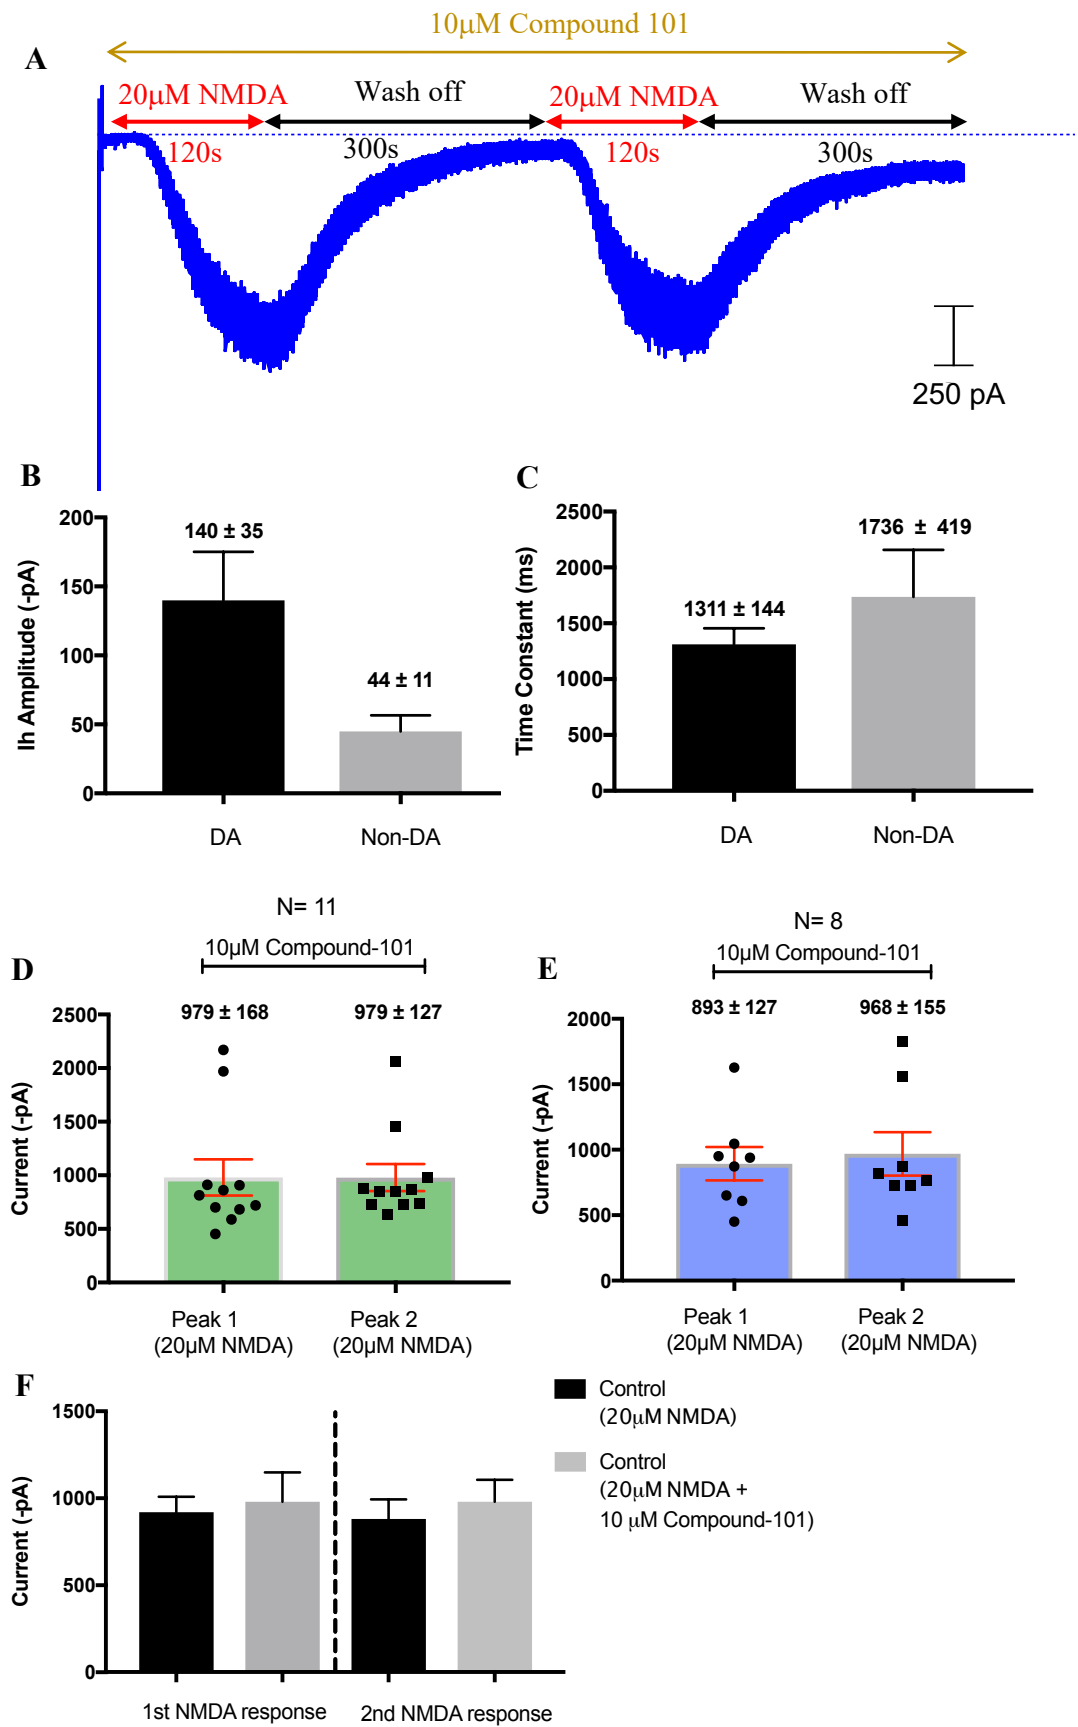 10μM Compound 101
A
20μM NMDA
Wash off
20μM NMDA
Wash off
120s
300s
120s
300s
250 pA
B
140 ± 35
44 ± 11
Ih Amplitude (-pA)
200
150
100
50
0
DA
Non-DA
C
1311 ± 144
1736 ± 419
Time Constant (ms)
2500
2000
1500
1000
500
0
DA
Non-DA
N= 11
10µM Compound-101
D
979 ± 168
979 ± 127
Current (-pA)
2500
2000
1500
1000
500
0
Peak 1
(20µM NMDA)
Peak 2
(20µM NMDA)
N= 8
10µM Compound-101
E
893 ± 127
968 ± 155
Current (-pA)
2000
1500
1000
500
0
Peak 1
(20µM NMDA)
Peak 2
(20µM NMDA)
F
Current (-pA)
1500
1000
500
0
1st NMDA response
2nd NMDA response
Control
(20μM NMDA)
Control
(20μM NMDA +
10 μM Compound-101)